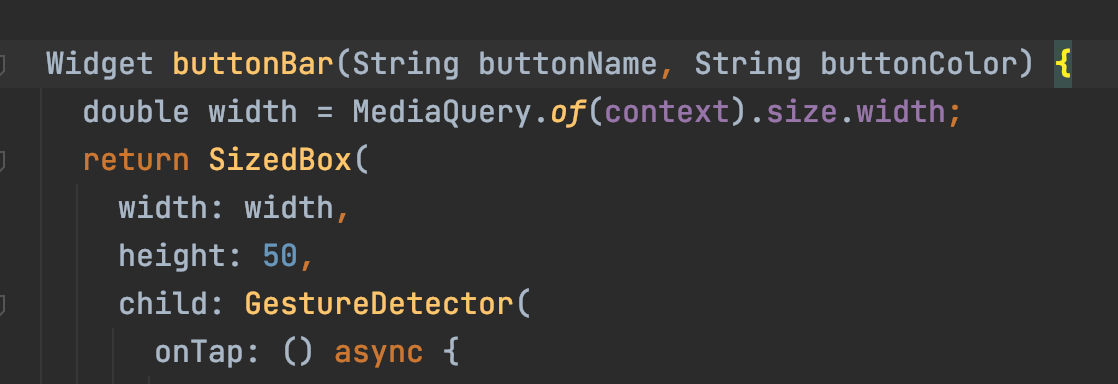 Widget buttonBar(String buttonName, String buttonColor) {
double width = MediaQuery.of(context).size.width;
return SizedBox(
width: width,
height: 50,
child: GestureDetector(
onTap: () async {